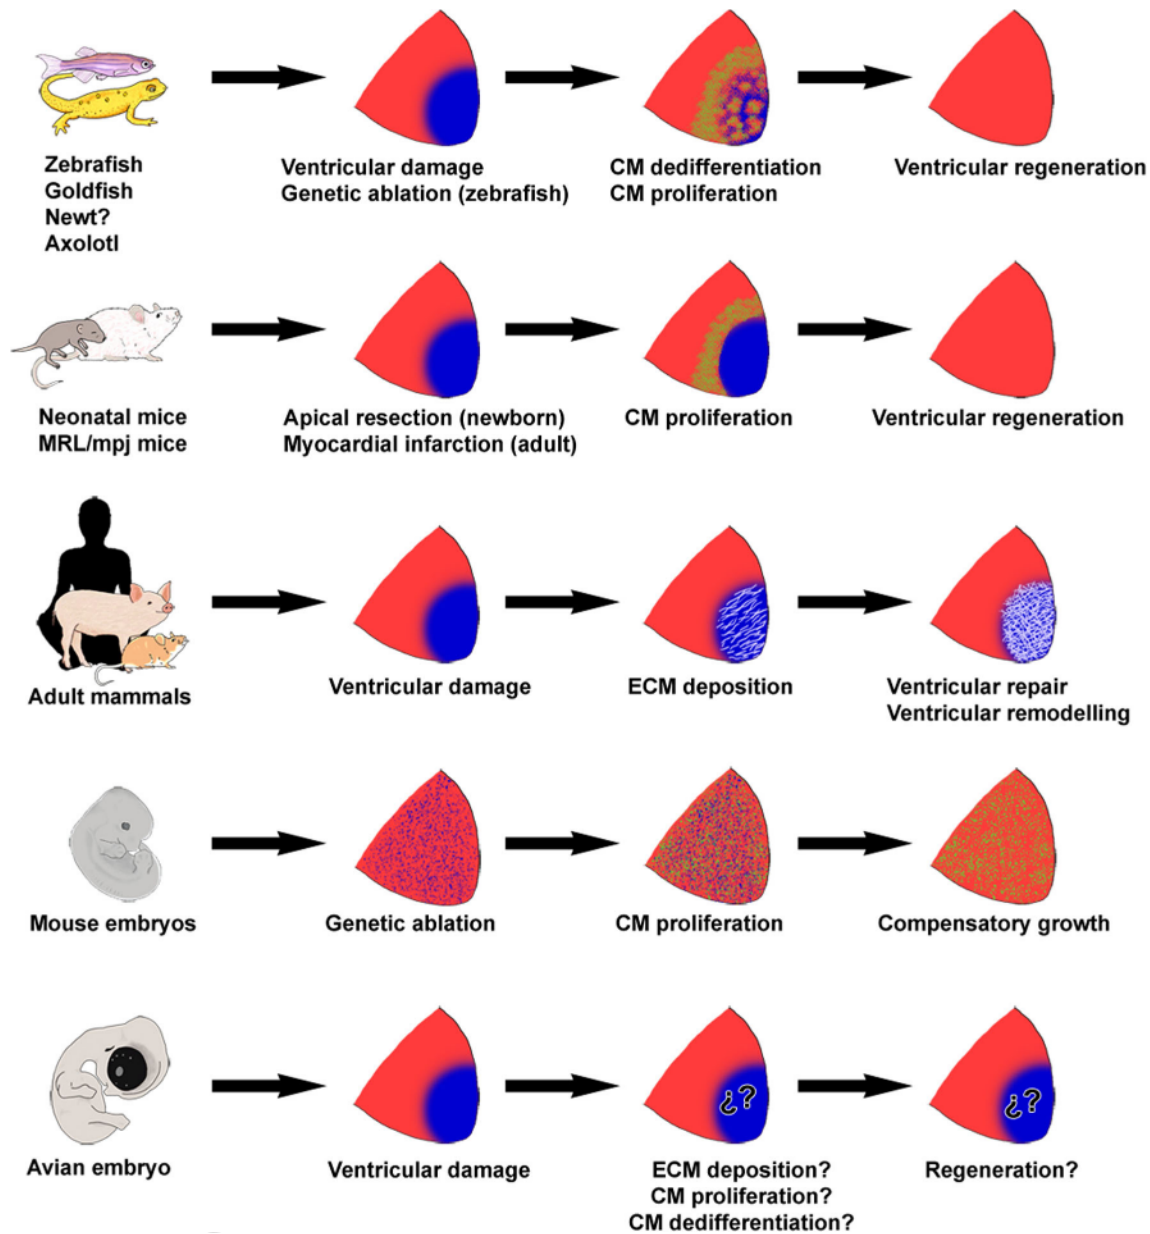 Zebrafish
Goldfish
Newt?
Axolotl
Ventricular damage
Genetic ablation (zebrafish)
CM dedifferentiation
CM proliferation
Ventricular regeneration
Neonatal mice
MRL/mpj mice
Apical resection (newborn)
Myocardial infarction (adult)
CM proliferation
Ventricular regeneration
Adult mammals
Ventricular damage
ECM deposition
Ventricular repair
Ventricular remodelling
Mouse embryos
Genetic ablation
CM proliferation
Compensatory growth
¿?
¿?
Avian embryo
Ventricular damage
ECM deposition?
CM proliferation?
CM dedifferentiation?
Regeneration?